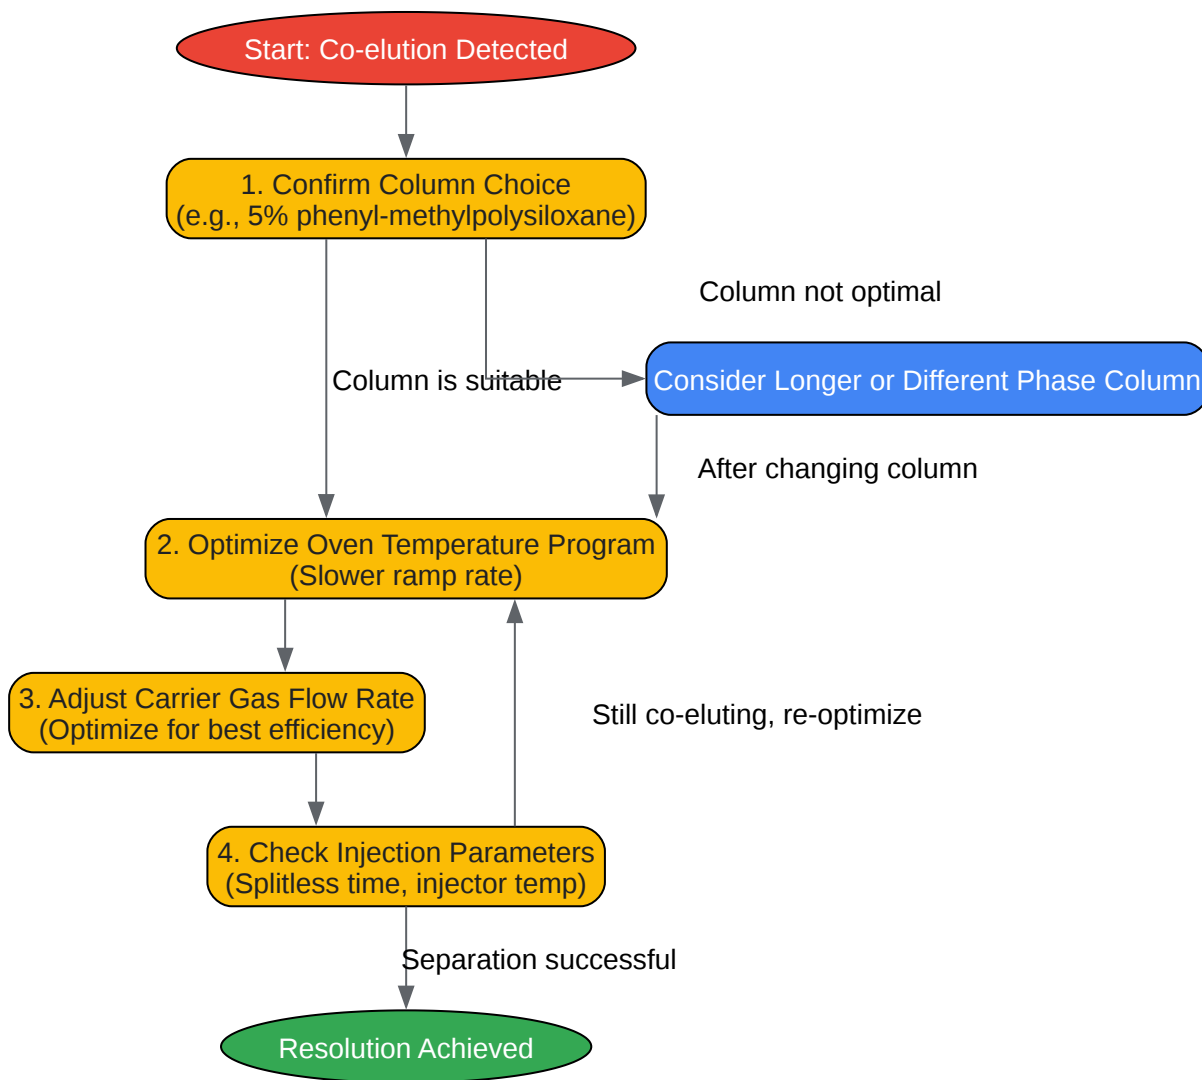 Start: Co-elution Detected
1. Confirm Column Choice
(e.g., 5% phenyl-methylpolysiloxane)
Column not optimal
Column is suitable
Consider Longer or Different Phase Column
After changing column
2. Optimize Oven Temperature Program
(Slower ramp rate)
3. Adjust Carrier Gas Flow Rate
(Optimize for best efficiency)
Still co-eluting, re-optimize
4. Check Injection Parameters
(Splitless time, injector temp)
Separation successful
Resolution Achieved